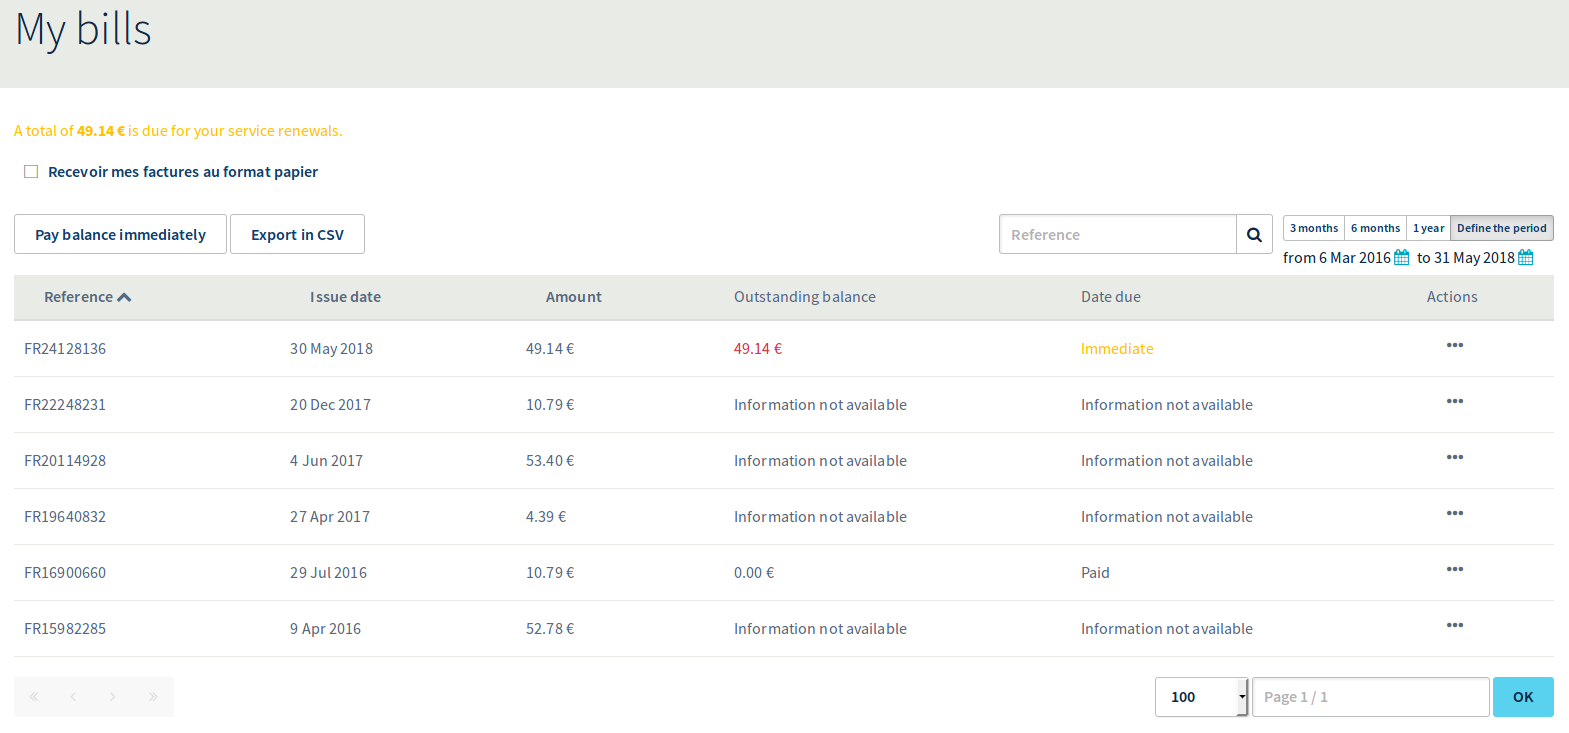 My bills
A total of 49.14 € is due for your service renewals.
Recevoir mes factures au format papier
Pay balance immediately Export in CSV Reference 3 months 6 months 1 year Define the period
from 6 Mar 2016 to 31 May 2018
Reference Issue date Amount Outstanding balance Date due Actions
FR24128136 30 May 2018 49.14 € 49.14 € Immediate •••
FR22248231 20 Dec 2017 10.79 € Information not available Information not available •••
FR20114928 4 Jun 2017 53.40 € Information not available Information not available •••
FR19640832 27 Apr 2017 4.39 € Information not available Information not available •••
FR16900660 29 Jul 2016 10.79 € 0.00 € Paid •••
FR15982285 9 Apr 2016 52.78 € Information not available Information not available •••
« ‹ › » 100 Page 1 / 1 OK